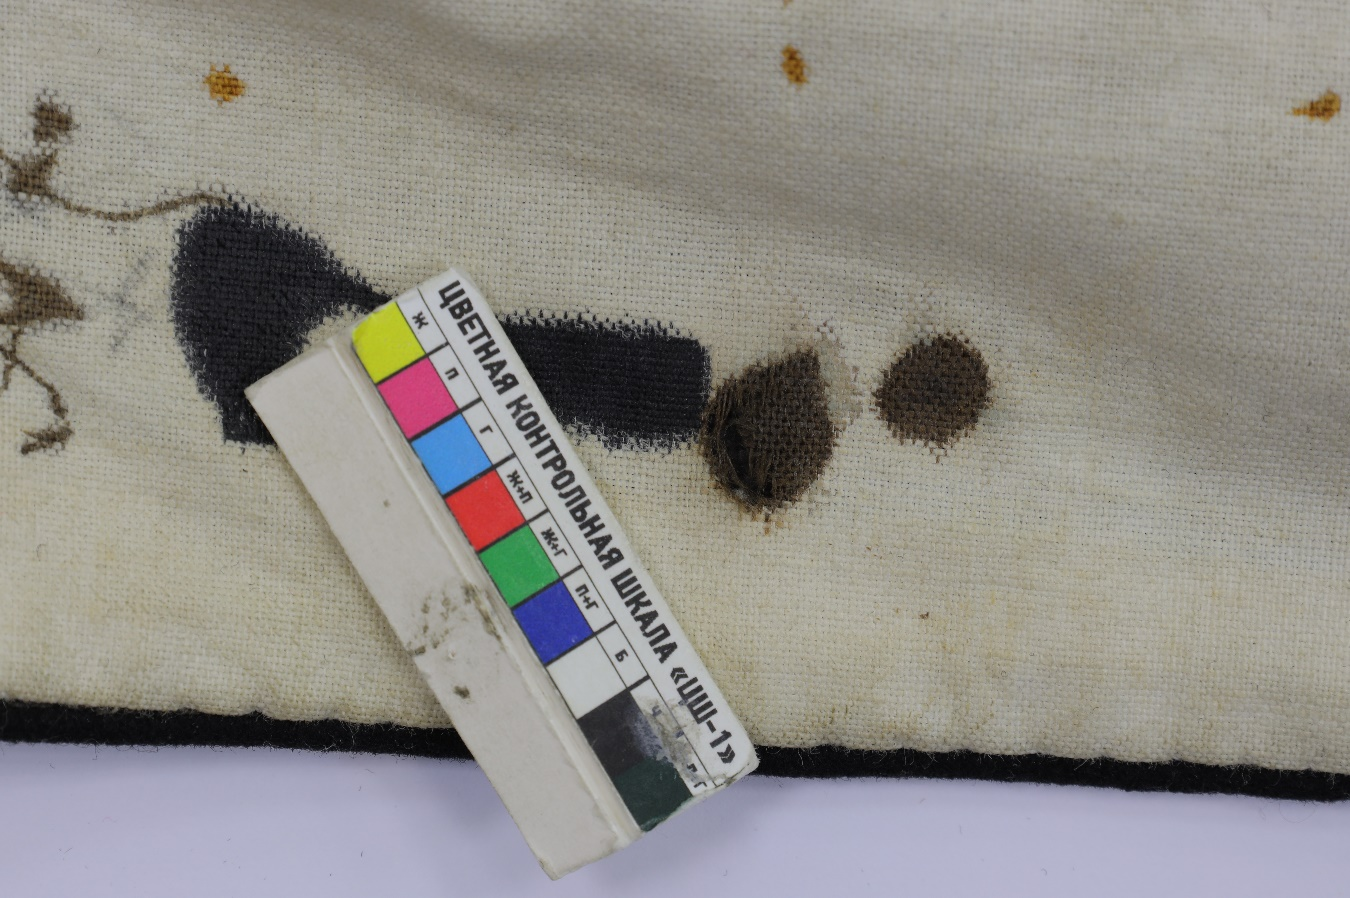 ЦВЕТНАЯ КОНТРОЛЬНАЯ ШКАЛА «ЦШ-1»
Ж
П
Г
Ж+П
Ж+Г
П+Г
Б
Ч